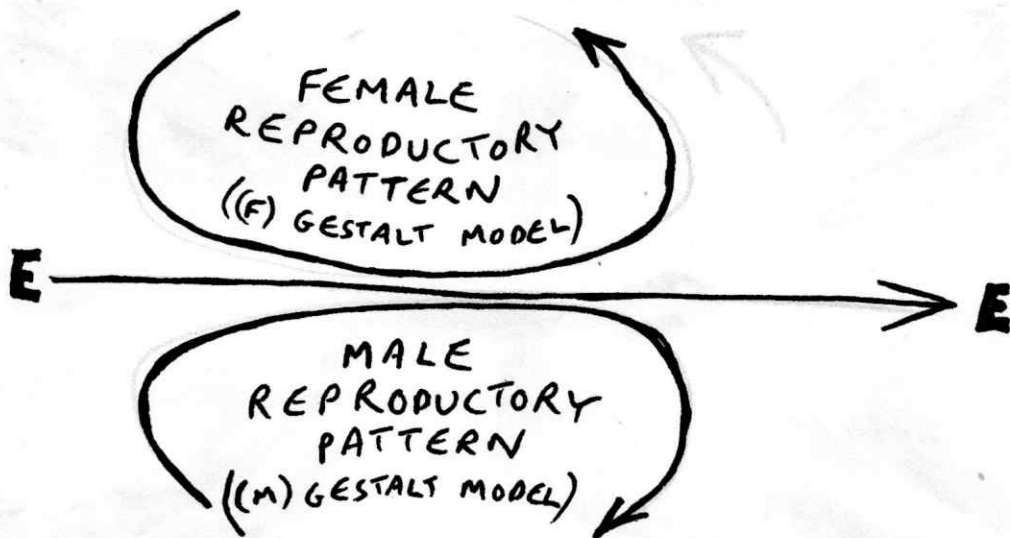 FEMALE
REPRODUCTORY
PATTERN
((F) GESTALT MODEL)
E
E
MALE
REPRODUCTORY
PATTERN
((M) GESTALT MODEL)